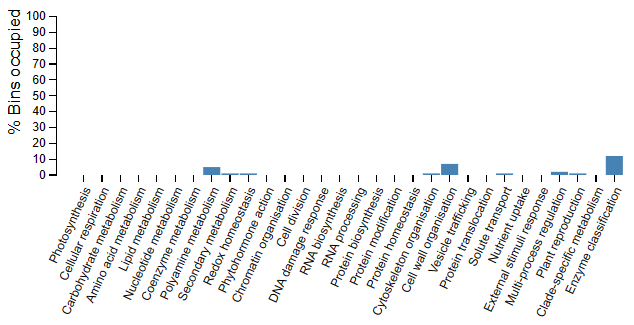 % Bins occupied
100
90
80
70
60
50
40
30
20
10
0
Photosynthesis
Cellular respiration
Carbohydrate metabolism
Amino acid metabolism
Lipid metabolism
Nucleotide metabolism
Coenzyme metabolism
Polyamine metabolism
Secondary metabolism
Redox homeostasis
Phylohormone action
Chromatin organisation
Cell division
DNA damage response
RNA biosynthesis
RNA processing
Protein biosynthesis
Protein modification
Protein homeostasis
Cytoskeleton organisation
Cell wall organisation
Vesicle trafficking
Protein translocation
Solute transport
Nutrient uptake
External stimuli response
Multi-process regulation
Plant reproduction
Clade-specific metabolism
Enzyme classification